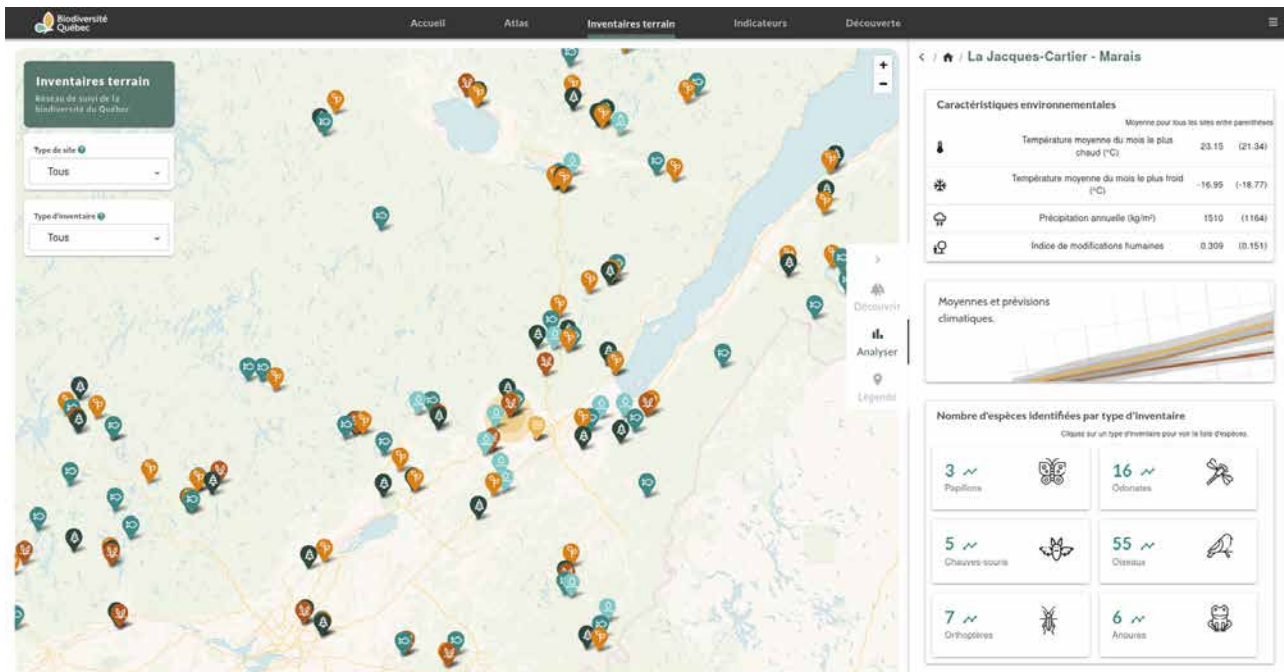 Biodiversité
Québec
Accueil
Atlas
Inventaires terrain
Indicateurs
Découverte
Inventaires terrain
Réseau de suivi de la
biodiversité du Québec
Type de site
Tous
Type d'inventaire
Tous
+
-
Découvrir
Analyser
Légende
< / / La Jacques-Cartier - Marais
Caractéristiques environnementales
Moyenne pour tous les sites entre parenthèses
Température moyenne du mois le plus
chaud (°C)
23.15 (21.34)
Température moyenne du mois le plus froid
(°C)
-16.95 (-18.77)
Précipitation annuelle (kg/m²) 1510 (1164)
Indice de modifications humaines 0.309 (0.151)
Moyennes et prévisions
climatiques.
Nombre d'espèces identifiées par type d'inventaire
Cliquez sur un type d'inventaire pour voir la liste d'espèces.
3
Papillons
16
Odonates
5
Chauves-souris
55
Oiseaux
7
Orthoptères
6
Anoures